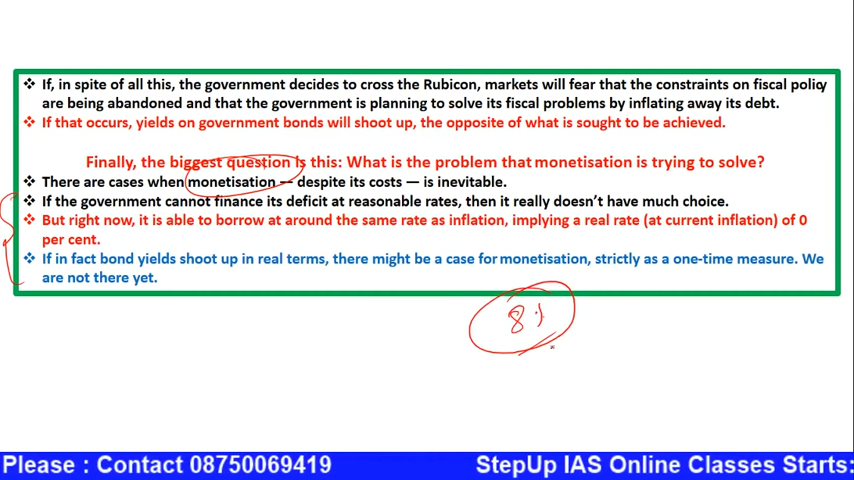 ❖ If, in spite of all this, the government decides to cross the Rubicon, markets will fear that the constraints on fiscal policy
are being abandoned and that the government is planning to solve its fiscal problems by inflating away its debt.
❖ If that occurs, yields on government bonds will shoot up, the opposite of what is sought to be achieved.
Finally, the biggest question is this: What is the problem that monetisation is trying to solve?
❖ There are cases when monetisation — despite its costs — is inevitable.
❖ If the government cannot finance its deficit at reasonable rates, then it really doesn't have much choice.
❖ But right now, it is able to borrow at around the same rate as inflation, implying a real rate (at current inflation) of 0
per cent.
❖ If in fact bond yields shoot up in real terms, there might be a case for monetisation, strictly as a one-time measure. We
are not there yet.
8%
Please : Contact 08750069419 StepUp IAS Online Classes Starts: